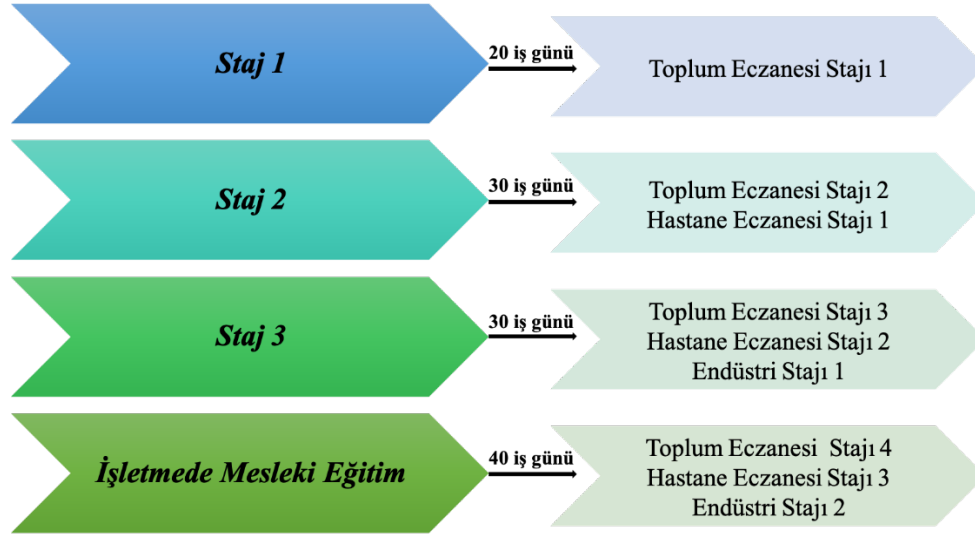 Staj 1
20 iş günü
Toplum Eczanesi Stajı 1
Staj 2
30 iş günü
Toplum Eczanesi Stajı 2
Hastane Eczanesi Stajı 1
Staj 3
30 iş günü
Toplum Eczanesi Stajı 3
Hastane Eczanesi Stajı 2
Endüstri Stajı 1
İşletmede Mesleki Eğitim
40 iş günü
Toplum Eczanesi Stajı 4
Hastane Eczanesi Stajı 3
Endüstri Stajı 2